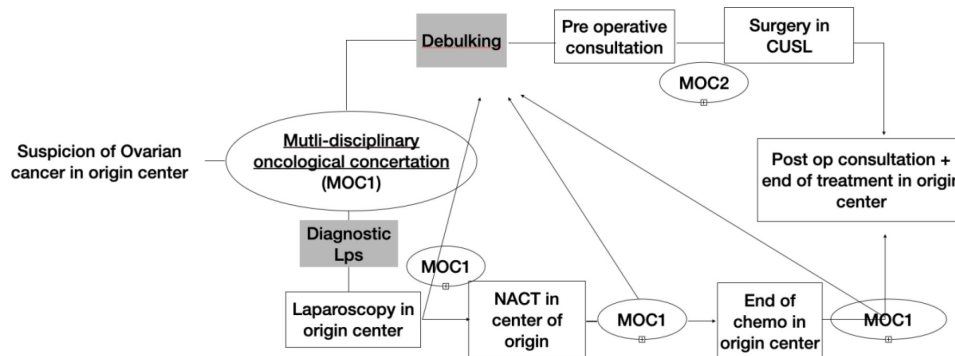 Debulking
Pre operative
consultation
Surgery in
CUSL
MOC2
Suspicion of Ovarian
cancer in origin center
Mutli-disciplinary
oncological concertation
(MOC1)
Post op consultation +
end of treatment in origin
center
Diagnostic
Lps
MOC1
Laparoscopy in
origin center
NACT in
center of
origin
MOC1
End of
chemo in
origin center
MOC1